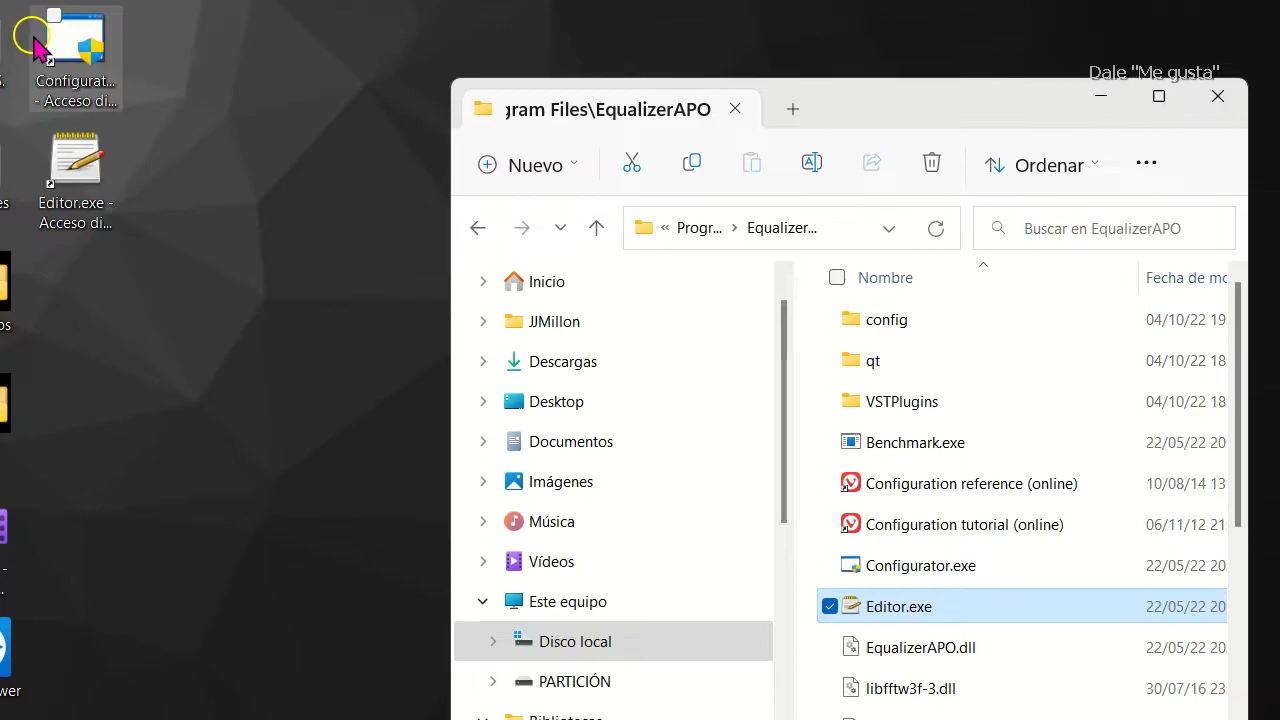 Configurat...
- Acceso di...
Editor.exe -
Acceso di...
s.
es
os
-
.
wer
Dale "Me gusta"
gram Files\EqualizerAPO
Nuevo
Ordenar
« Progr... > Equalizer...
Buscar en EqualizerAPO
Inicio
JJMillon
Descargas
Desktop
Documentos
Imágenes
Música
Vídeos
Este equipo
Disco local
PARTICIÓN
Nombre Fecha de mo
config 04/10/22 19
qt 04/10/22 18
VSTPlugins 04/10/22 18
Benchmark.exe 22/05/22 20
Configuration reference (online) 10/08/14 13
Configuration tutorial (online) 06/11/12 21
Configurator.exe 22/05/22 20
Editor.exe 22/05/22 20
EqualizerAPO.dll 22/05/22 20
libfftw3f-3.dll 30/07/16 23